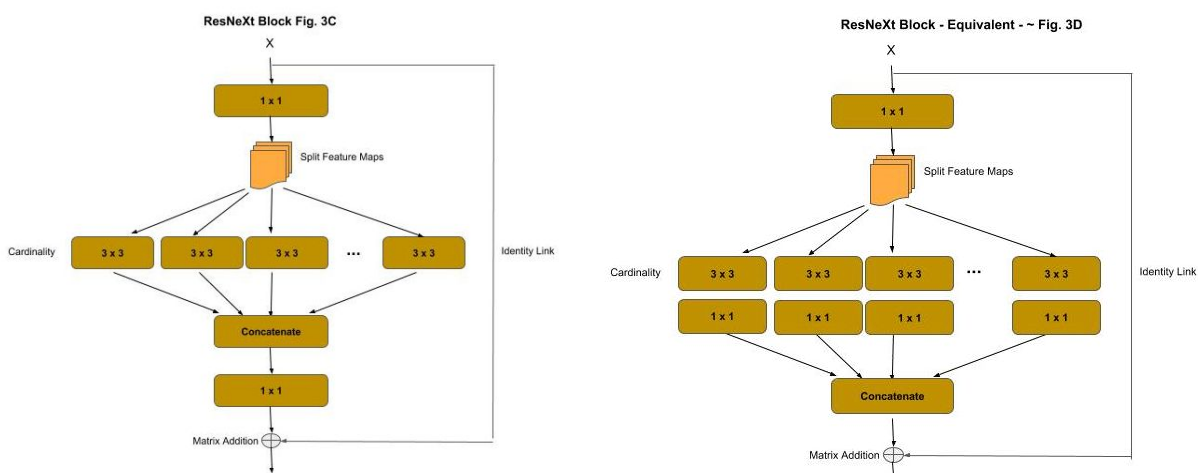 ResNeXt Block Fig. 3C
X
1 x 1
Split Feature Maps
Cardinality
3 x 3
3 x 3
3 x 3
...
3 x 3
Identity Link
Concatenate
1 x 1
Matrix Addition
ResNeXt Block - Equivalent - ~ Fig. 3D
X
1 x 1
Split Feature Maps
Cardinality
3 x 3
3 x 3
3 x 3
...
3 x 3
Identity Link
1 x 1
1 x 1
1 x 1
1 x 1
Concatenate
Matrix Addition